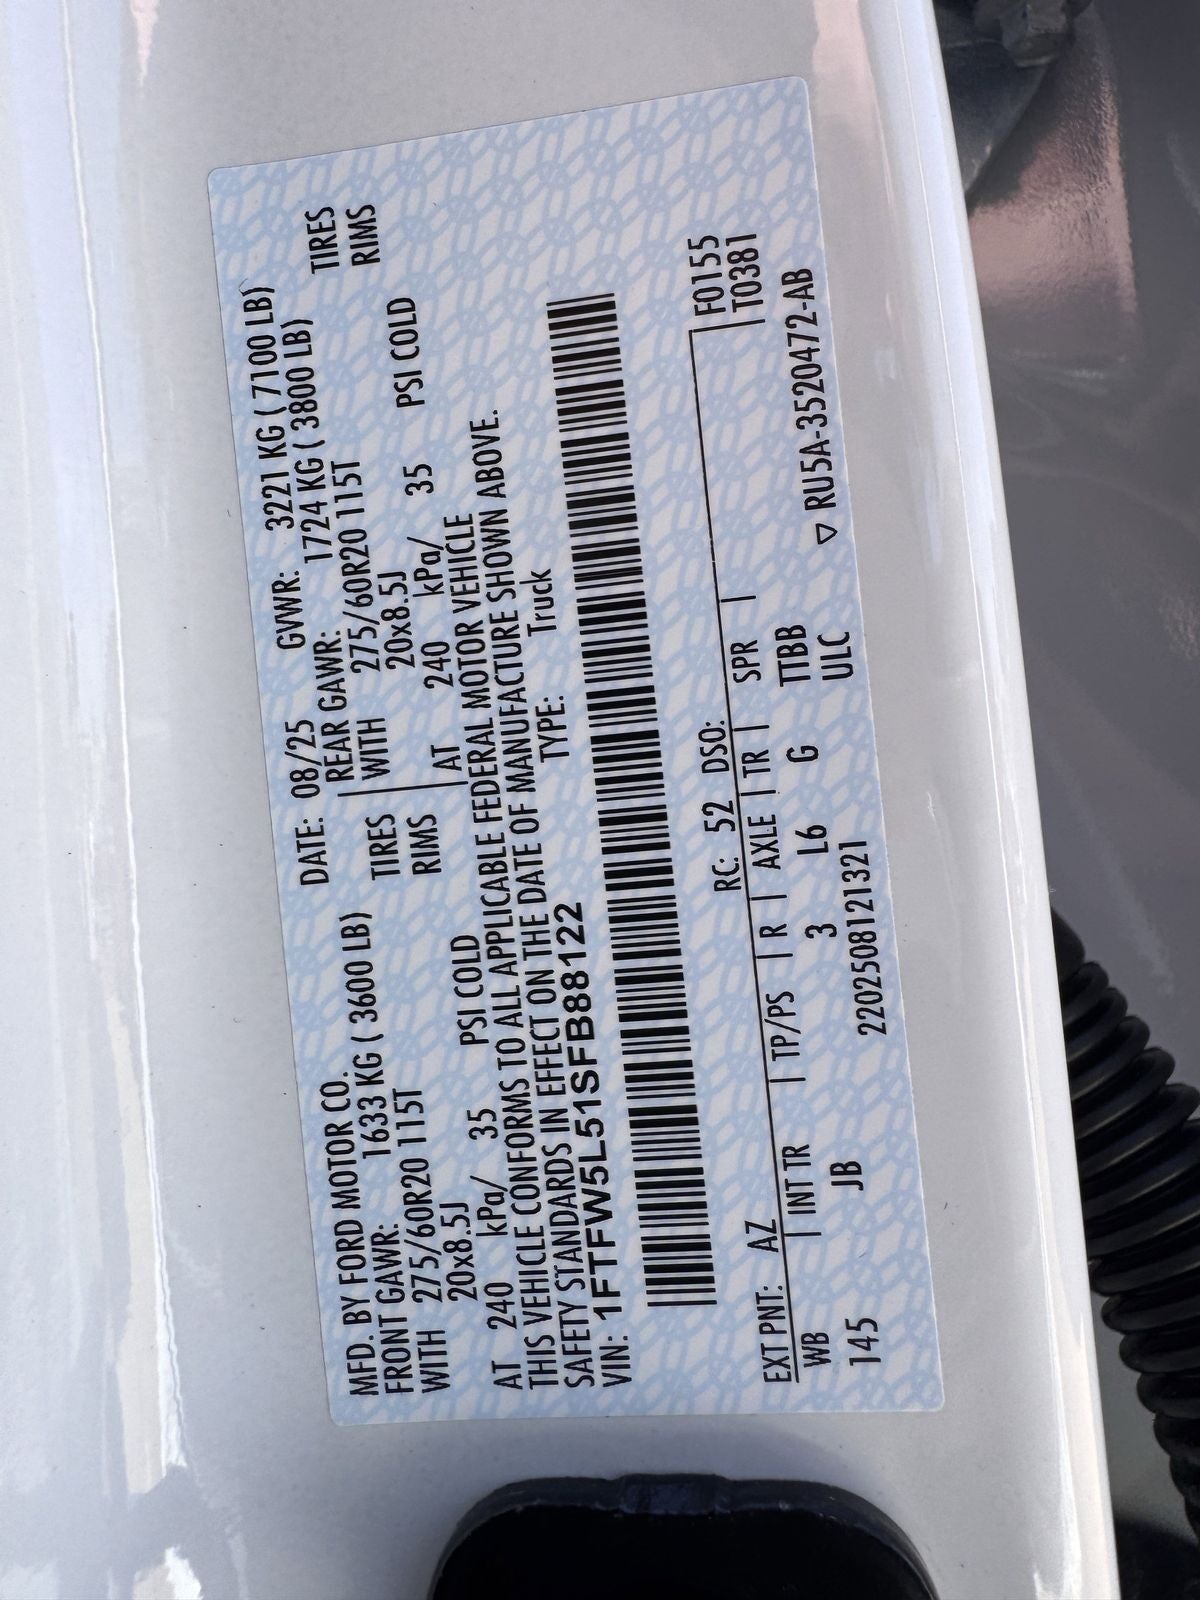 MFD. BY FORD MOTOR CO. DATE: 08/25 GVWR: 3221 KG ( 7100 LB)
FRONT GAWR: 1633 KG ( 3600 LB) REAR GAWR: 1724 KG ( 3800 LB)
WITH 275/60R20 115T TIRES WITH 275/60R20 115T TIRES
20x8.5J RIMS 20x8.5J RIMS
AT 240 kPa/ 35 PSI COLD AT 240 kPa/ 35 PSI COLD
THIS VEHICLE CONFORMS TO ALL APPLICABLE FEDERAL MOTOR VEHICLE
SAFETY STANDARDS IN EFFECT ON THE DATE OF MANUFACTURE SHOWN ABOVE.
VIN: 1FTFW5L51SFB88122 TYPE: Truck
EXT PNT: AZ RC: 52 DSO: F0155
WB | INT TR | TP/PS | R | AXLE | TR | SPR | T0381
145 JB 3 L6 G TTBB
ULC ▽ RU5A-3520472-AB
220250812132​1